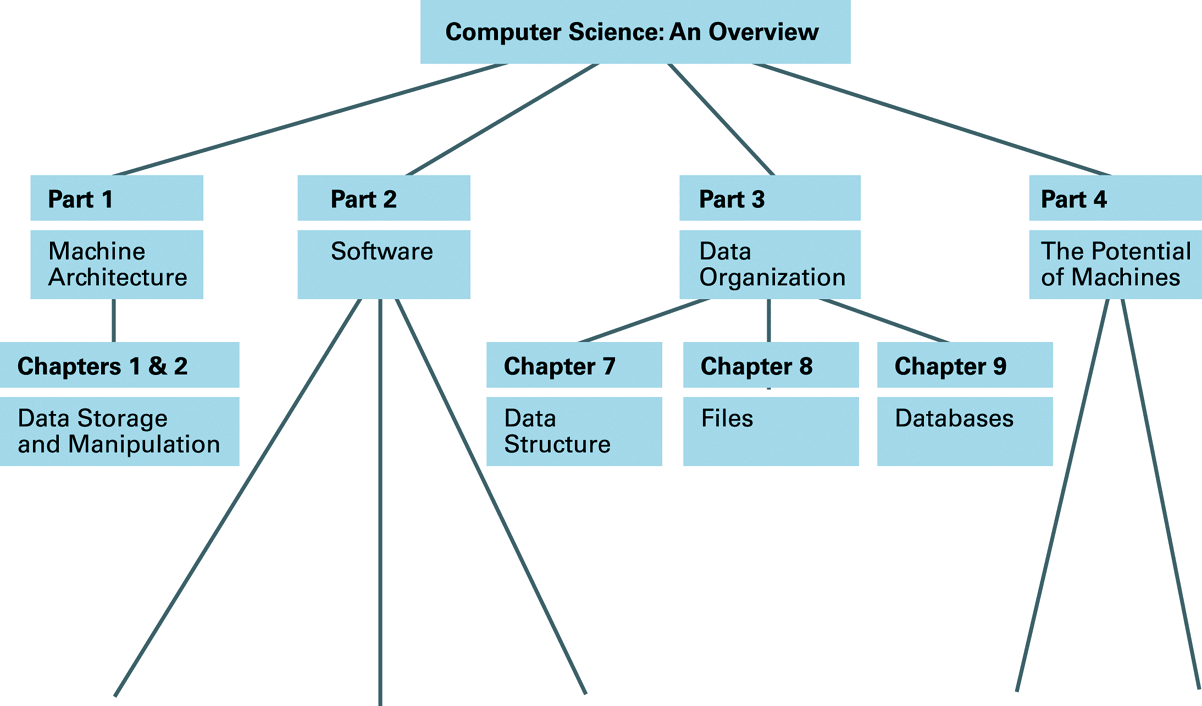 Computer Science: An Overview
Part 1
Machine
Architecture
Part 2
Software
Part 3
Data
Organization
Part 4
The Potential
of Machines
Chapters 1 & 2
Data Storage
and Manipulation
Chapter 7
Data
Structure
Chapter 8
Files
Chapter 9
Databases